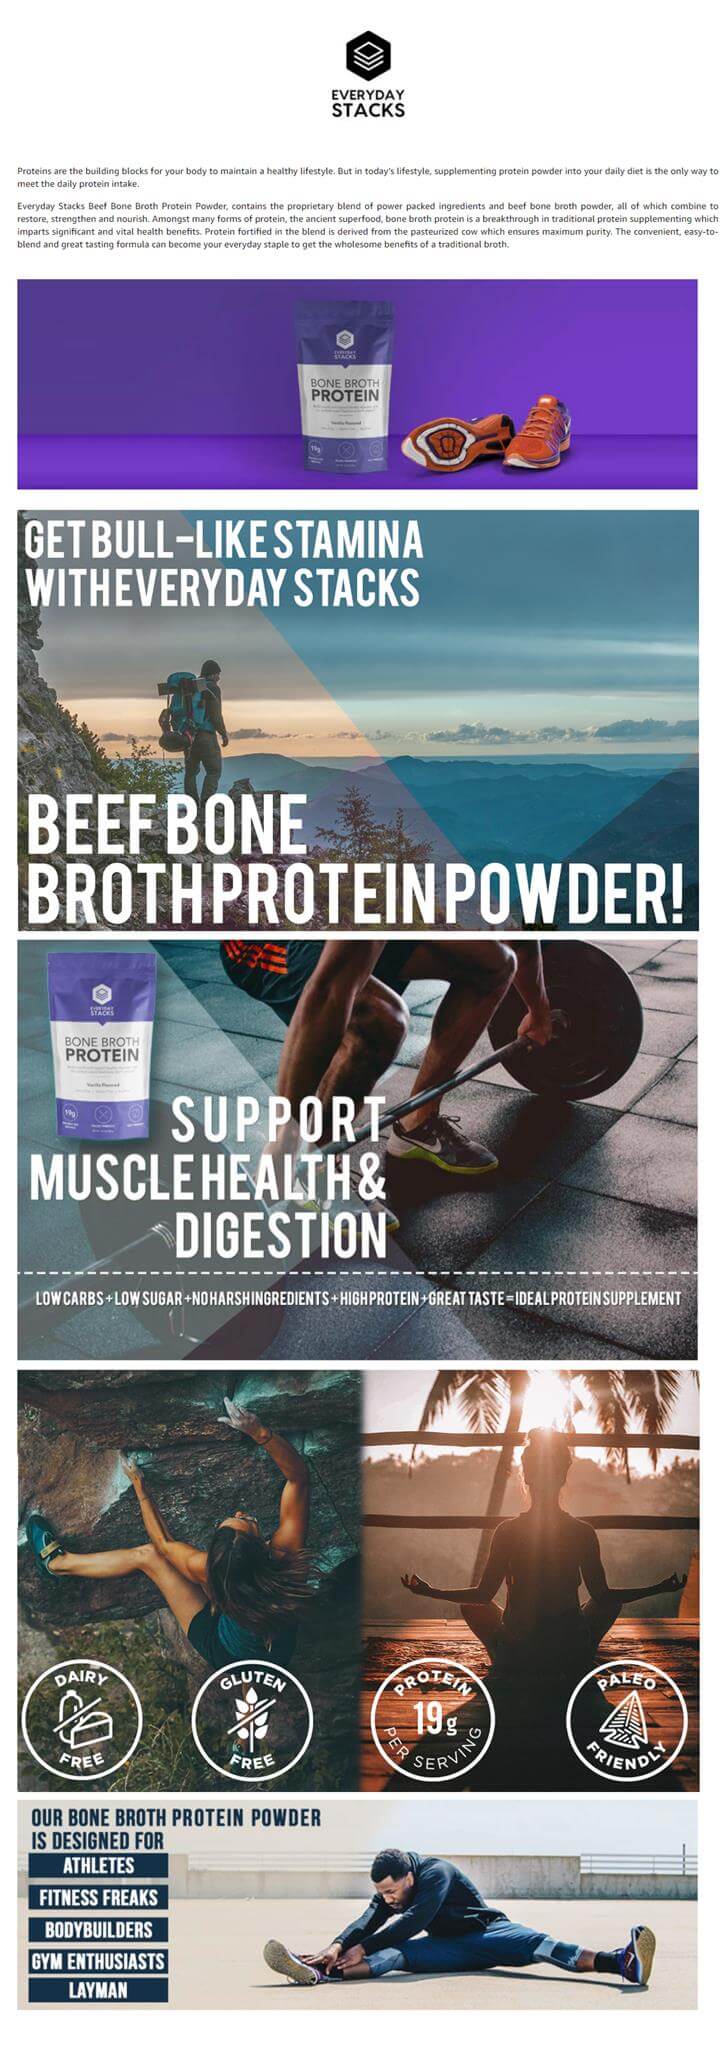 EVERYDAY
STACKS
Proteins are the building blocks for your body to maintain a healthy lifestyle. But in today's lifestyle, supplementing protein powder into your daily diet is the only way to
meet the daily protein intake.
Everyday Stacks Beef Bone Broth Protein Powder, contains the proprietary blend of power packed ingredients and beef bone broth powder, all of which combine to
restore, strengthen and nourish. Amongst many forms of protein, the ancient superfood, bone broth protein is a breakthrough in traditional protein supplementing which
imparts significant and vital health benefits. Protein fortified in the blend is derived from the pasteurized cow which ensures maximum purity. The convenient, easy-to-
blend and great tasting formula can become your everyday staple to get the wholesome benefits of a traditional broth.
EVERYDAY
STACKS
BONE BROTH
PROTEIN
Vanilla Flavored
19g
GET BULL-LIKE STAMINA
WITH EVERYDAY STACKS
BEEF BONE
BROTH PROTEIN POWDER!
EVERYDAY
STACKS
BONE BROTH
PROTEIN
Vanilla Flavored
19g
SUPPORT
MUSCLE HEALTH &
DIGESTION
LOW CARBS + LOW SUGAR + NO HARSH INGREDIENTS + HIGH PROTEIN + GREAT TASTE = IDEAL PROTEIN SUPPLEMENT
DAIRY
FREE
GLUTEN
FREE
PROTEIN
19 g
PER SERVING
PALEO
FRIENDLY
OUR BONE BROTH PROTEIN POWDER
IS DESIGNED FOR
ATHLETES
FITNESS FREAKS
BODYBUILDERS
GYM ENTHUSIASTS
LAYMAN